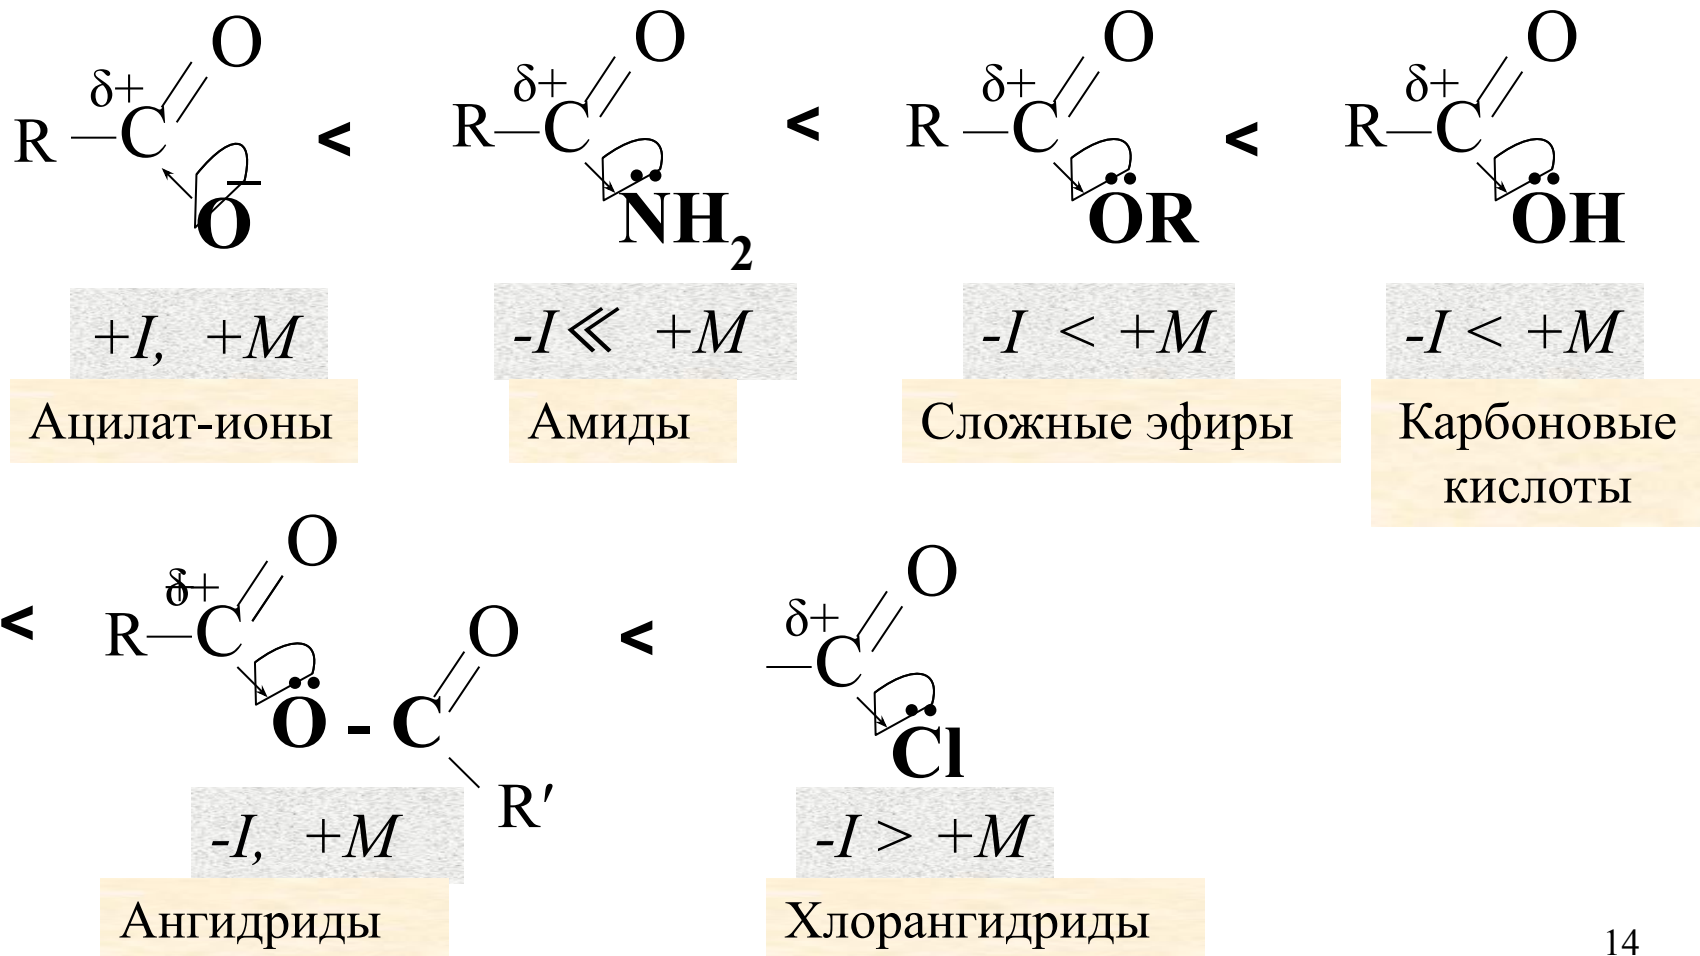 O O O O
δ+ δ+ δ+ δ+
R C < R C < R C < R C
O NH2 OR OH
+I, +M -I ≪ +M -I < +M -I < +M
Ацилат-ионы Амиды Сложные эфиры Карбоновые
кислоты
O O
δ+ δ+
< R C O < C
O - C Cl
R′
-I, +M -I > +M
Ангидриды Хлорангидриды
14